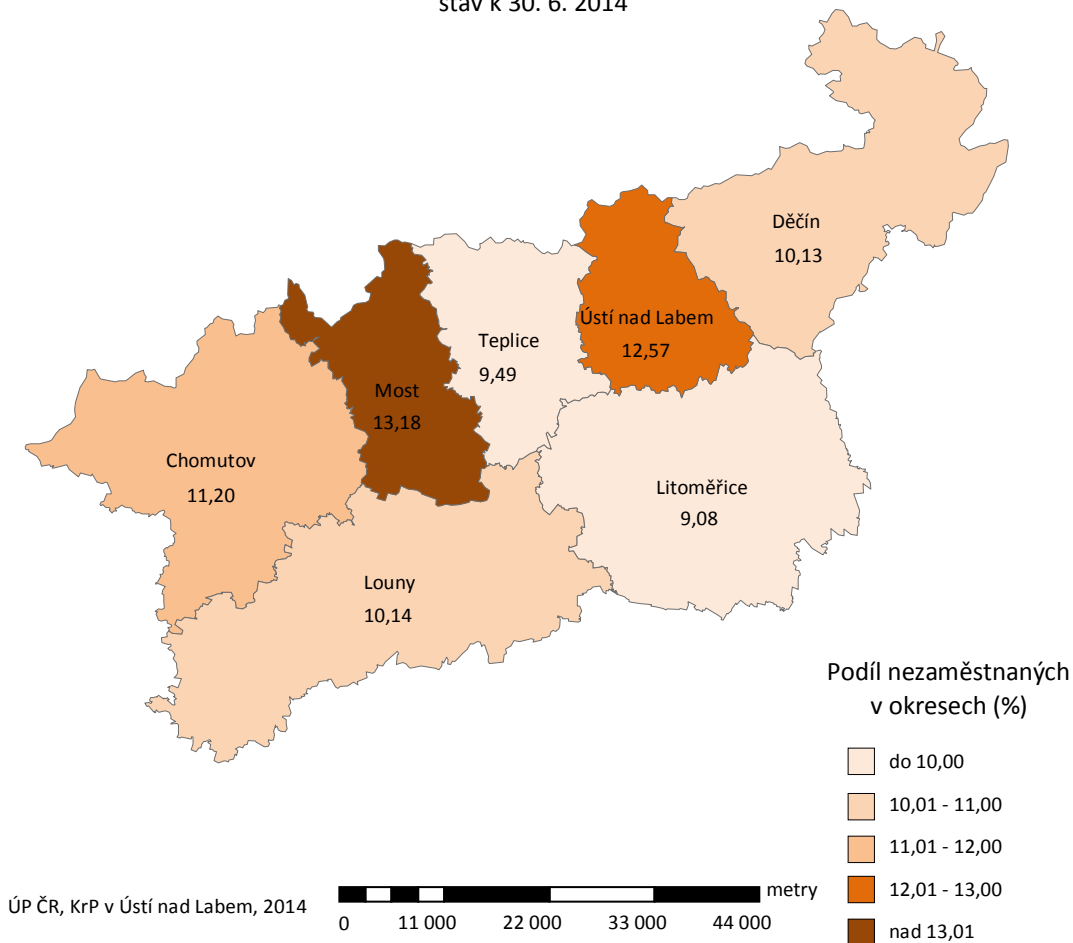 stav k 30. 6. 2014
Děčín
10,13
Ústí nad Labem
12,57
Teplice
9,49
Most
13,18
Chomutov
11,20
Litoměřice
9,08
Louny
10,14
Podíl nezaměstnaných
v okresech (%)
do 10,00
10,01 - 11,00
11,01 - 12,00
12,01 - 13,00
nad 13,01
ÚP ČR, KrP v Ústí nad Labem, 2014
metry
0 11 000 22 000 33 000 44 000